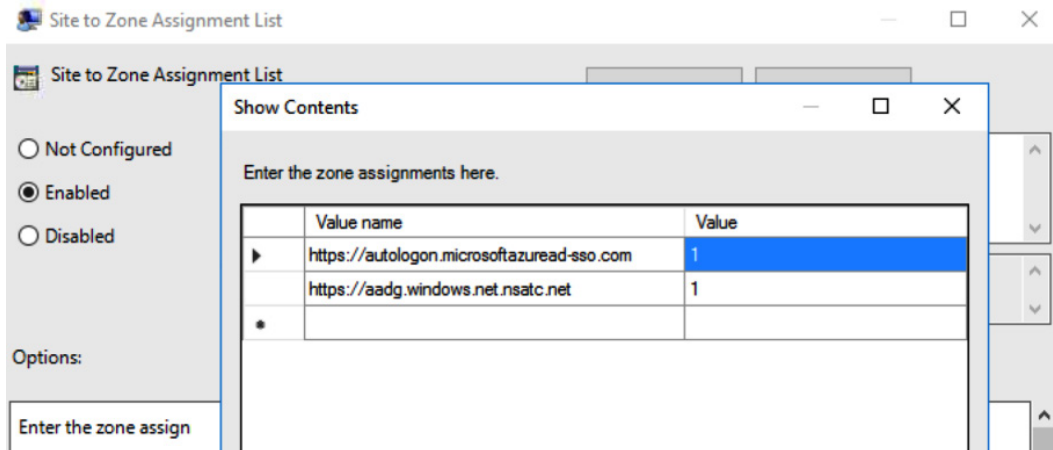 Site to Zone Assignment List
Site to Zone Assignment List
Show Contents
Not Configured
Enabled
Disabled
Enter the zone assignments here.
Value name Value
https://autologon.microsoftazuread-sso.com 1
https://aadg.windows.net.nsatc.net 1
Options:
Enter the zone assign